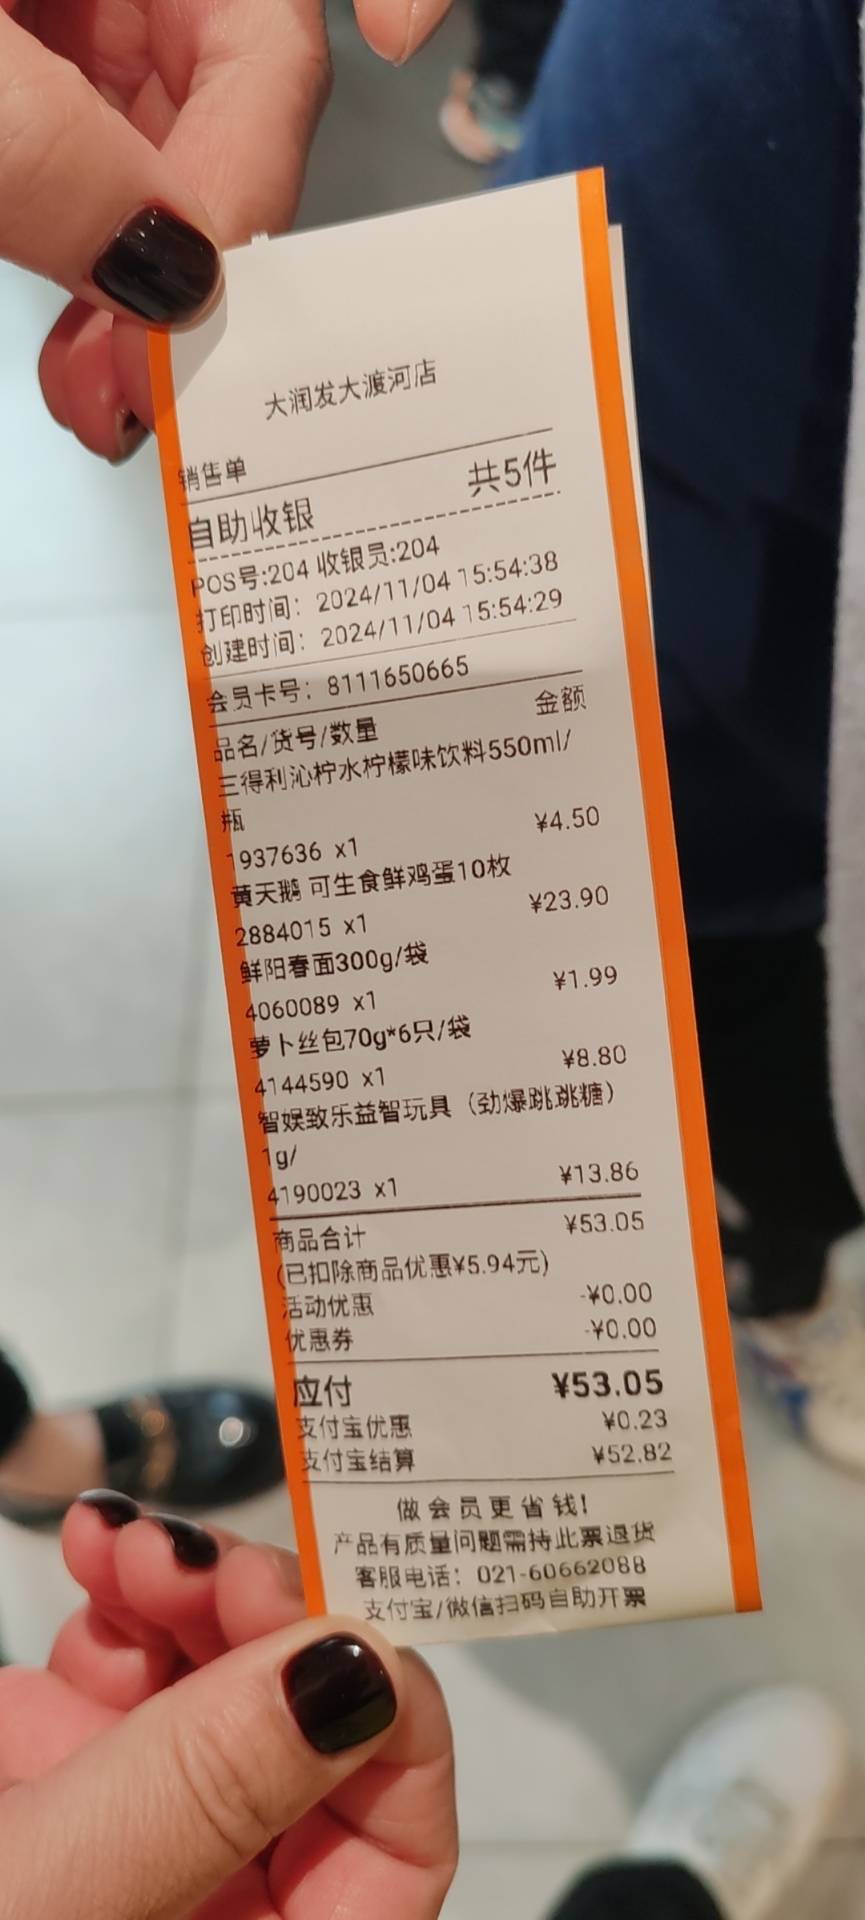 大润发大渡河店
销售单
自助收银 共5件
POS号:204 收银员:204
打印时间：2024/11/04 15:54:38
创建时间：2024/11/04 15:54:29
会员卡号：8111650665
品名/货号/数量 金额
三得利沁柠水柠檬味饮料550ml/
瓶
1937636 x1 ¥4.50
黄天鹅 可生食鲜鸡蛋10枚
2884015 x1 ¥23.90
鲜阳春面300g/袋
4060089 x1 ¥1.99
萝卜丝包70g*6只/袋
4144590 x1 ¥8.80
智娱致乐益智玩具（劲爆跳跳糖）
1g/
4190023 x1 ¥13.86
商品合计 ¥53.05
(已扣除商品优惠¥5.94元)
活动优惠 -¥0.00
优惠券 -¥0.00
应付 ¥53.05
支付宝优惠 ¥0.23
支付宝结算 ¥52.82
做会员更省钱!
产品有质量问题需持此票退货
客服电话：021-60662088
支付宝/微信扫码自助开票